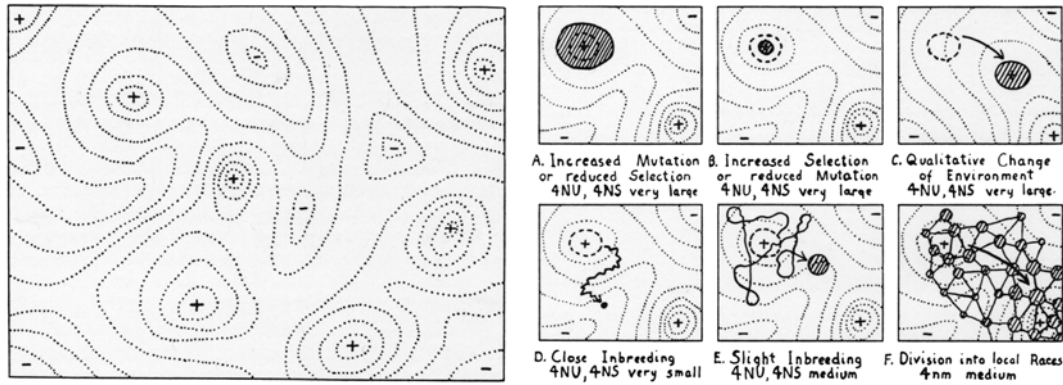 A. Increased Mutation
or reduced Selection
4NU, 4NS very large
B. Increased Selection
or reduced Mutation
4NU, 4NS very large
C. Qualitative Change
of Environment
4NU, 4NS very large
D. Close Inbreeding
4NU, 4NS very small
E. Slight Inbreeding
4NU, 4NS medium
F. Division into local Races
4nm medium